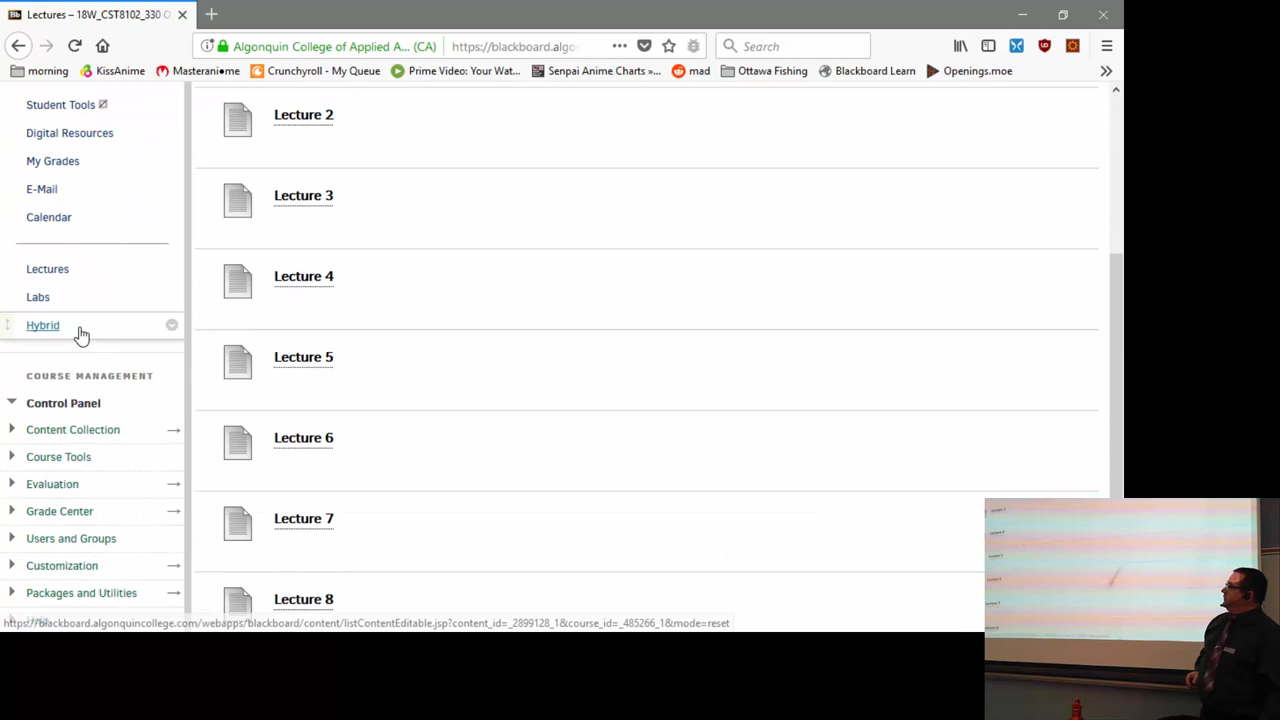 Lectures – 18W_CST8102_330 O
Algonquin College of Applied A... (CA)
https://blackboard.algo
Search
morning
KissAnime
Masterani●me
Crunchyroll - My Queue
Prime Video: Your Wat...
Senpai Anime Charts »...
mad
Ottawa Fishing
Blackboard Learn
Openings.moe
Student Tools
Digital Resources
My Grades
E-Mail
Calendar
Lectures
Labs
Hybrid
COURSE MANAGEMENT
Control Panel
Content Collection
Course Tools
Evaluation
Grade Center
Users and Groups
Customization
Packages and Utilities
Lecture 2
Lecture 3
Lecture 4
Lecture 5
Lecture 6
Lecture 7
Lecture 8
https://blackboard.algonquincollege.com/webapps/blackboard/content/listContentEditable.jsp?content_id=_2899128_1&course_id=_485266_1&mode=reset